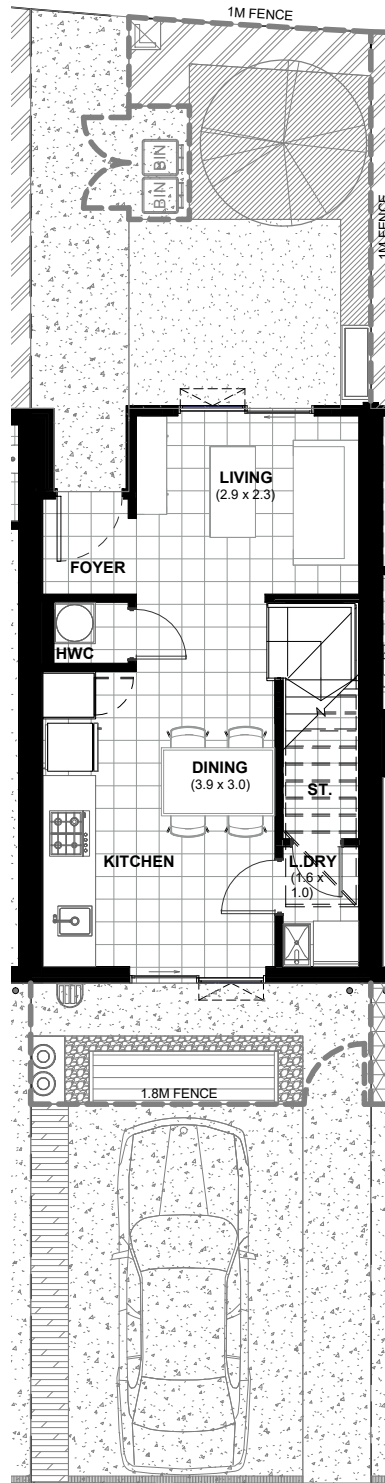 1M FENCE
BIN
BIN
1M FENCE
LIVING
(2.9 x 2.3)
FOYER
HWC
DINING
(3.9 x 3.0)
ST.
KITCHEN
L.DRY
(1.6 x
1.0)
1.8M FENCE